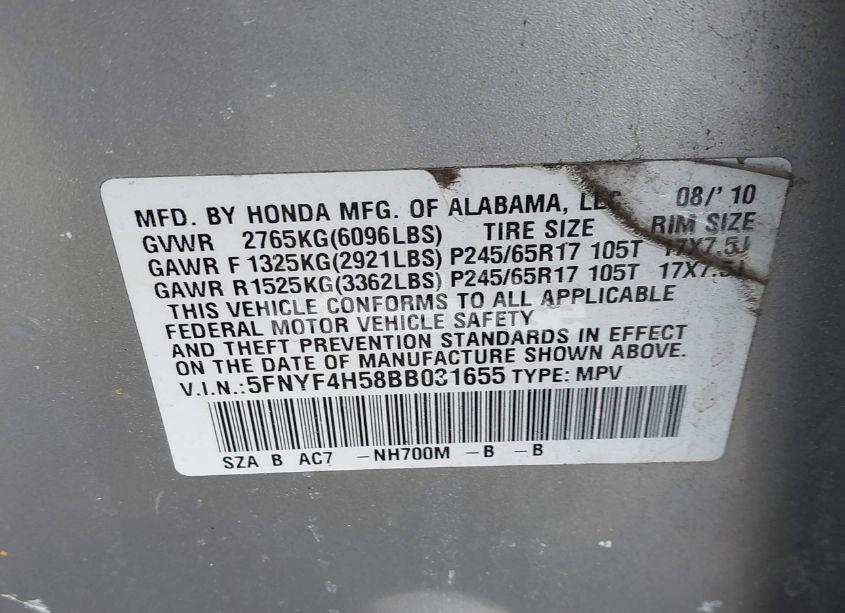 MFD. BY HONDA MFG. OF ALABAMA, LLC 08/' 10
GVWR 2765KG(6096LBS) TIRE SIZE RIM SIZE
GAWR F 1325KG(2921LBS) P245/65R17 105T 17X7.5J
GAWR R1525KG(3362LBS) P245/65R17 105T 17X7.5J
THIS VEHICLE CONFORMS TO ALL APPLICABLE
FEDERAL MOTOR VEHICLE SAFETY
AND THEFT PREVENTION STANDARDS IN EFFECT
ON THE DATE OF MANUFACTURE SHOWN ABOVE.
V.I.N.:5FNYF4H58BB031655 TYPE: MPV
SZA B AC7 -NH700M -B -B